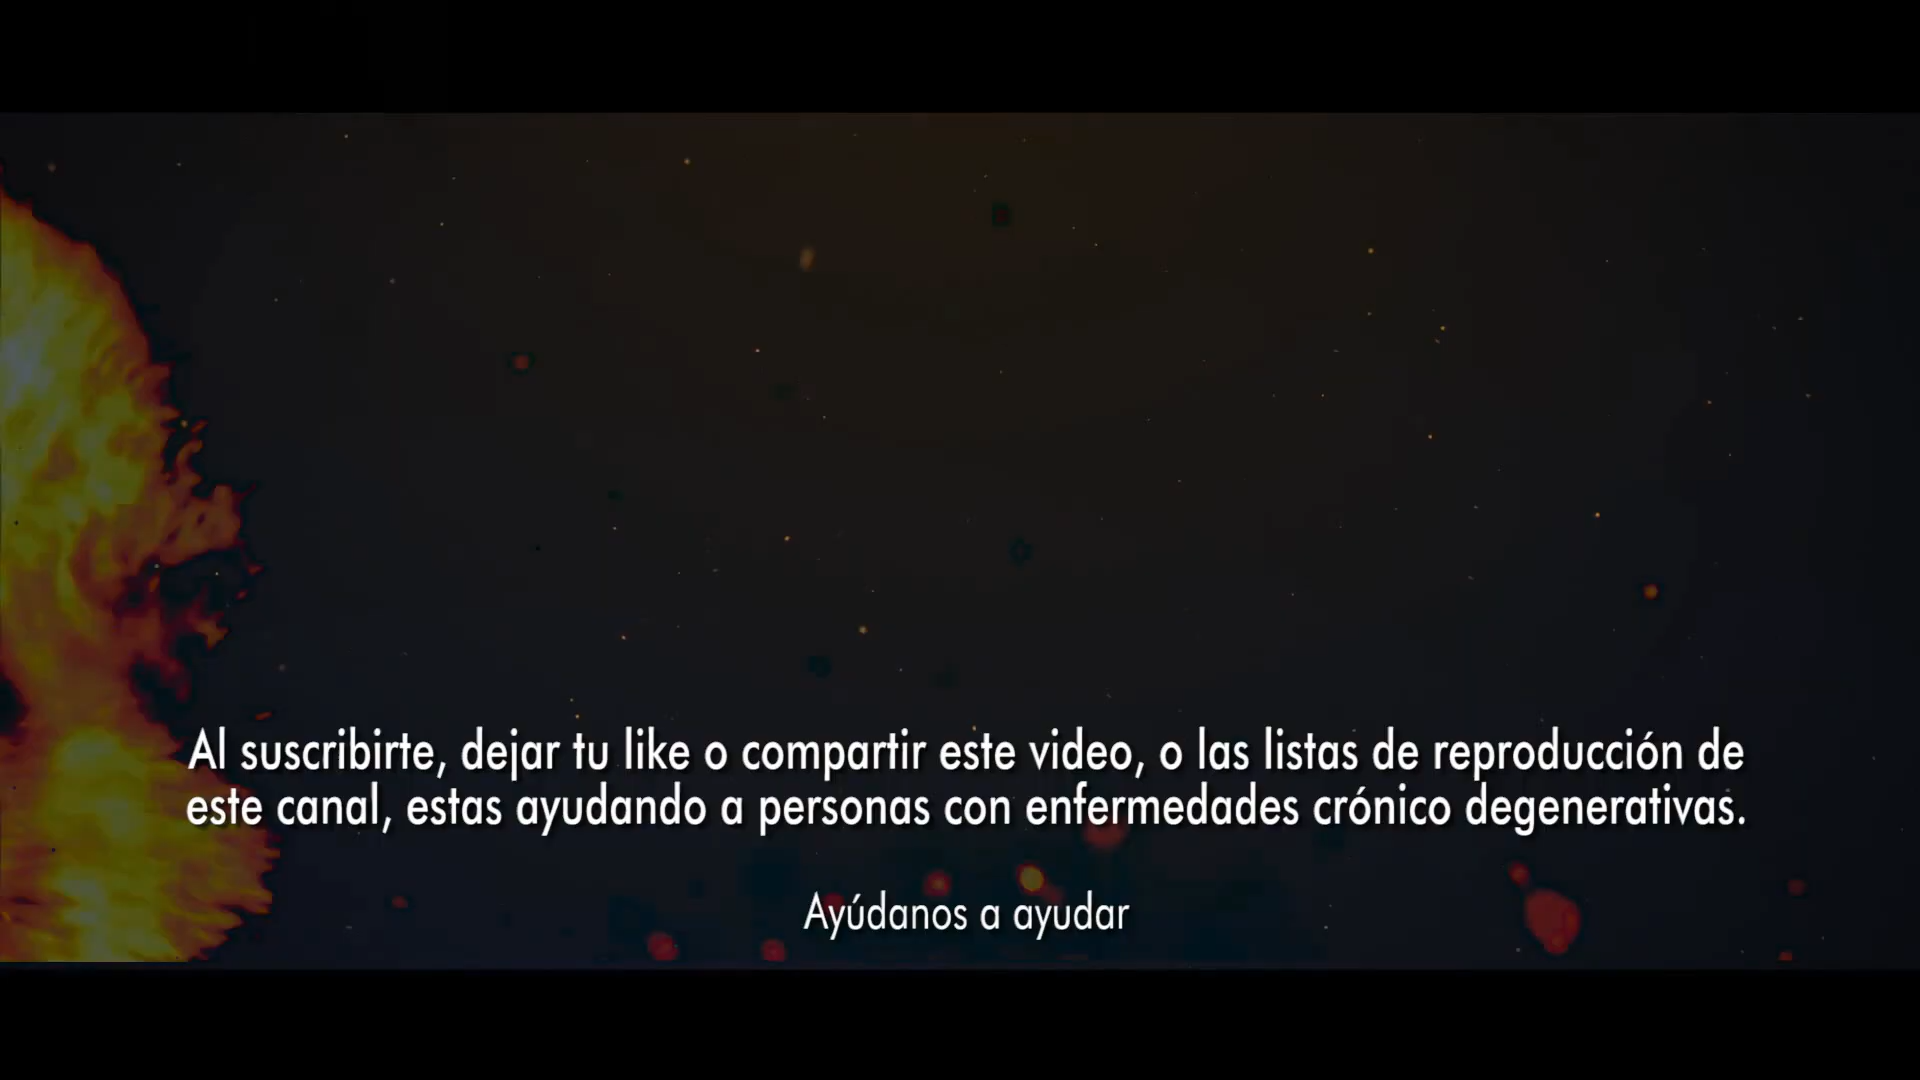 Al suscribirte, dejar tu like o compartir este video, o las listas de reproducción de
este canal, estas ayudando a personas con enfermedades crónico degenerativas.
Ayúdanos a ayudar